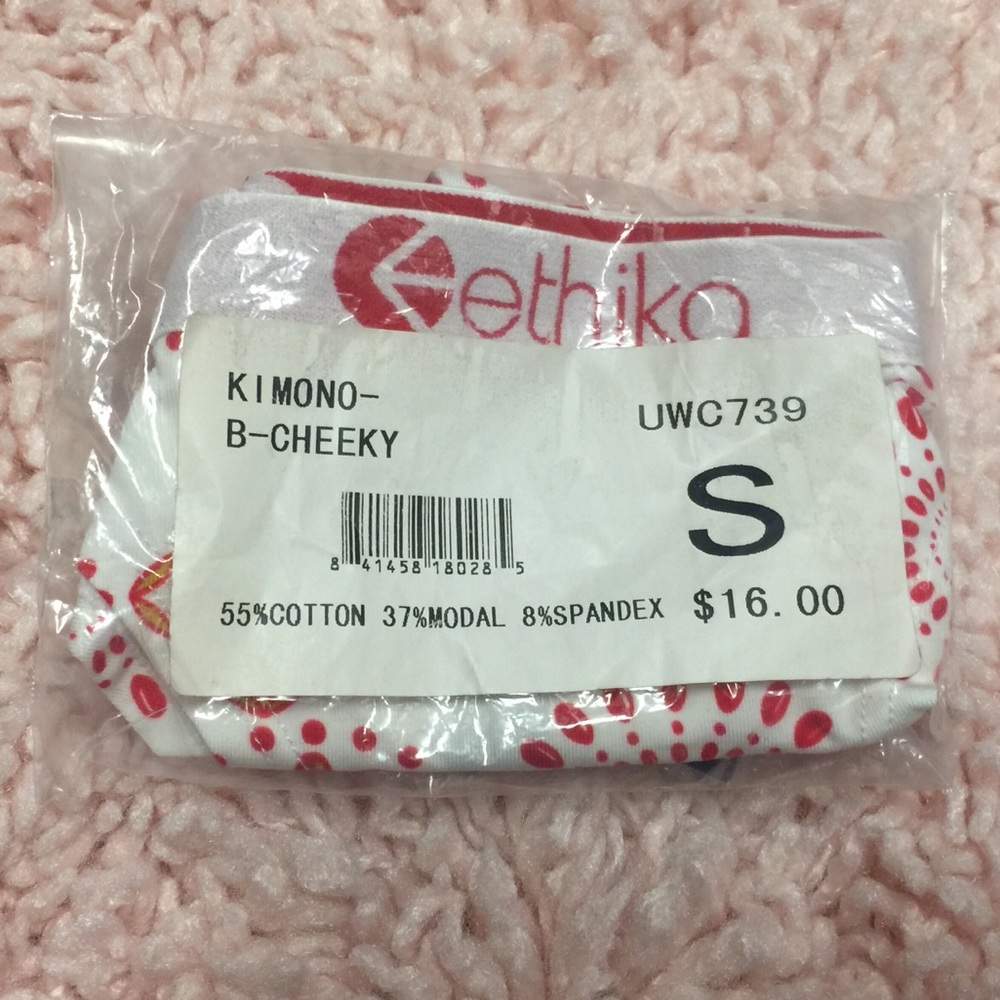 ethika
KIMONO-
B-CHEEKY
UWC739
S
8 41458 18028 5
55%COTTON 37%MODAL 8%SPANDEX $16.00